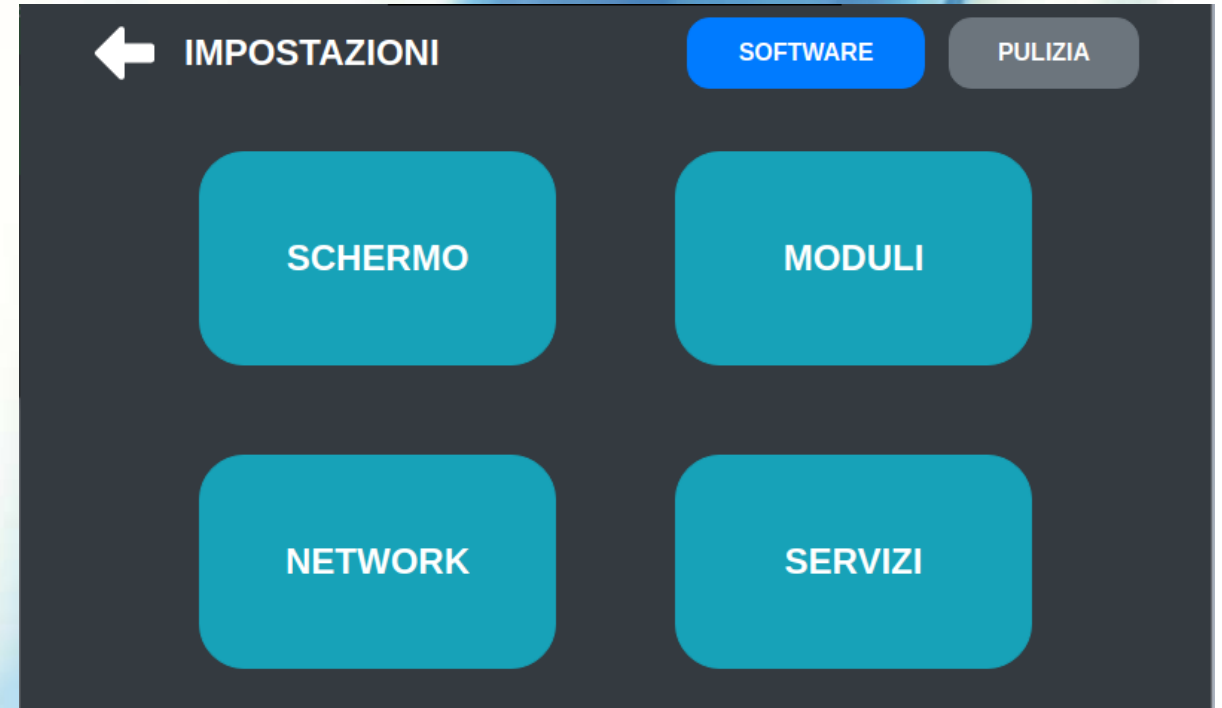 IMPOSTAZIONI
SOFTWARE
PULIZIA
SCHERMO
MODULI
NETWORK
SERVIZI